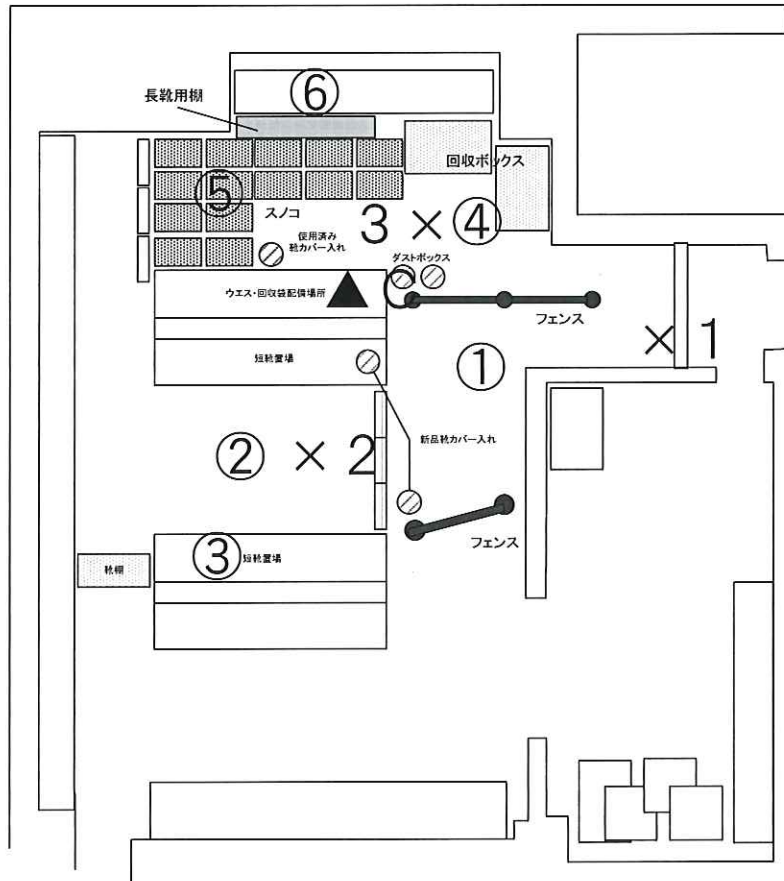 ⑥
長靴用棚
回収ボックス
⑤
スノコ
3 × ④
使用済み
靴カバー入れ
ダストボックス
ウエス・回収袋配備場所
フェンス
× 1
短靴置場
①
新品靴カバー入れ
② × 2
フェンス
③
短靴置場
靴棚